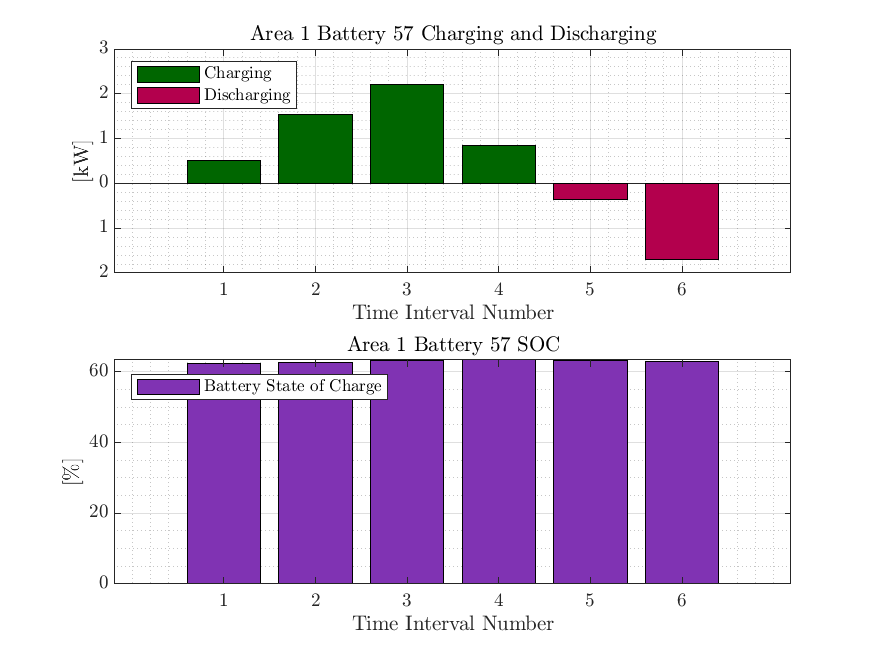 Area 1 Battery 57 Charging and Discharging
3
Charging
2
Discharging
1
[kW]
0
1
2
1 2 3 4 5 6
Time Interval Number
Area 1 Battery 57 SOC
60
Battery State of Charge
40
[%]
20
0
1 2 3 4 5 6
Time Interval Number